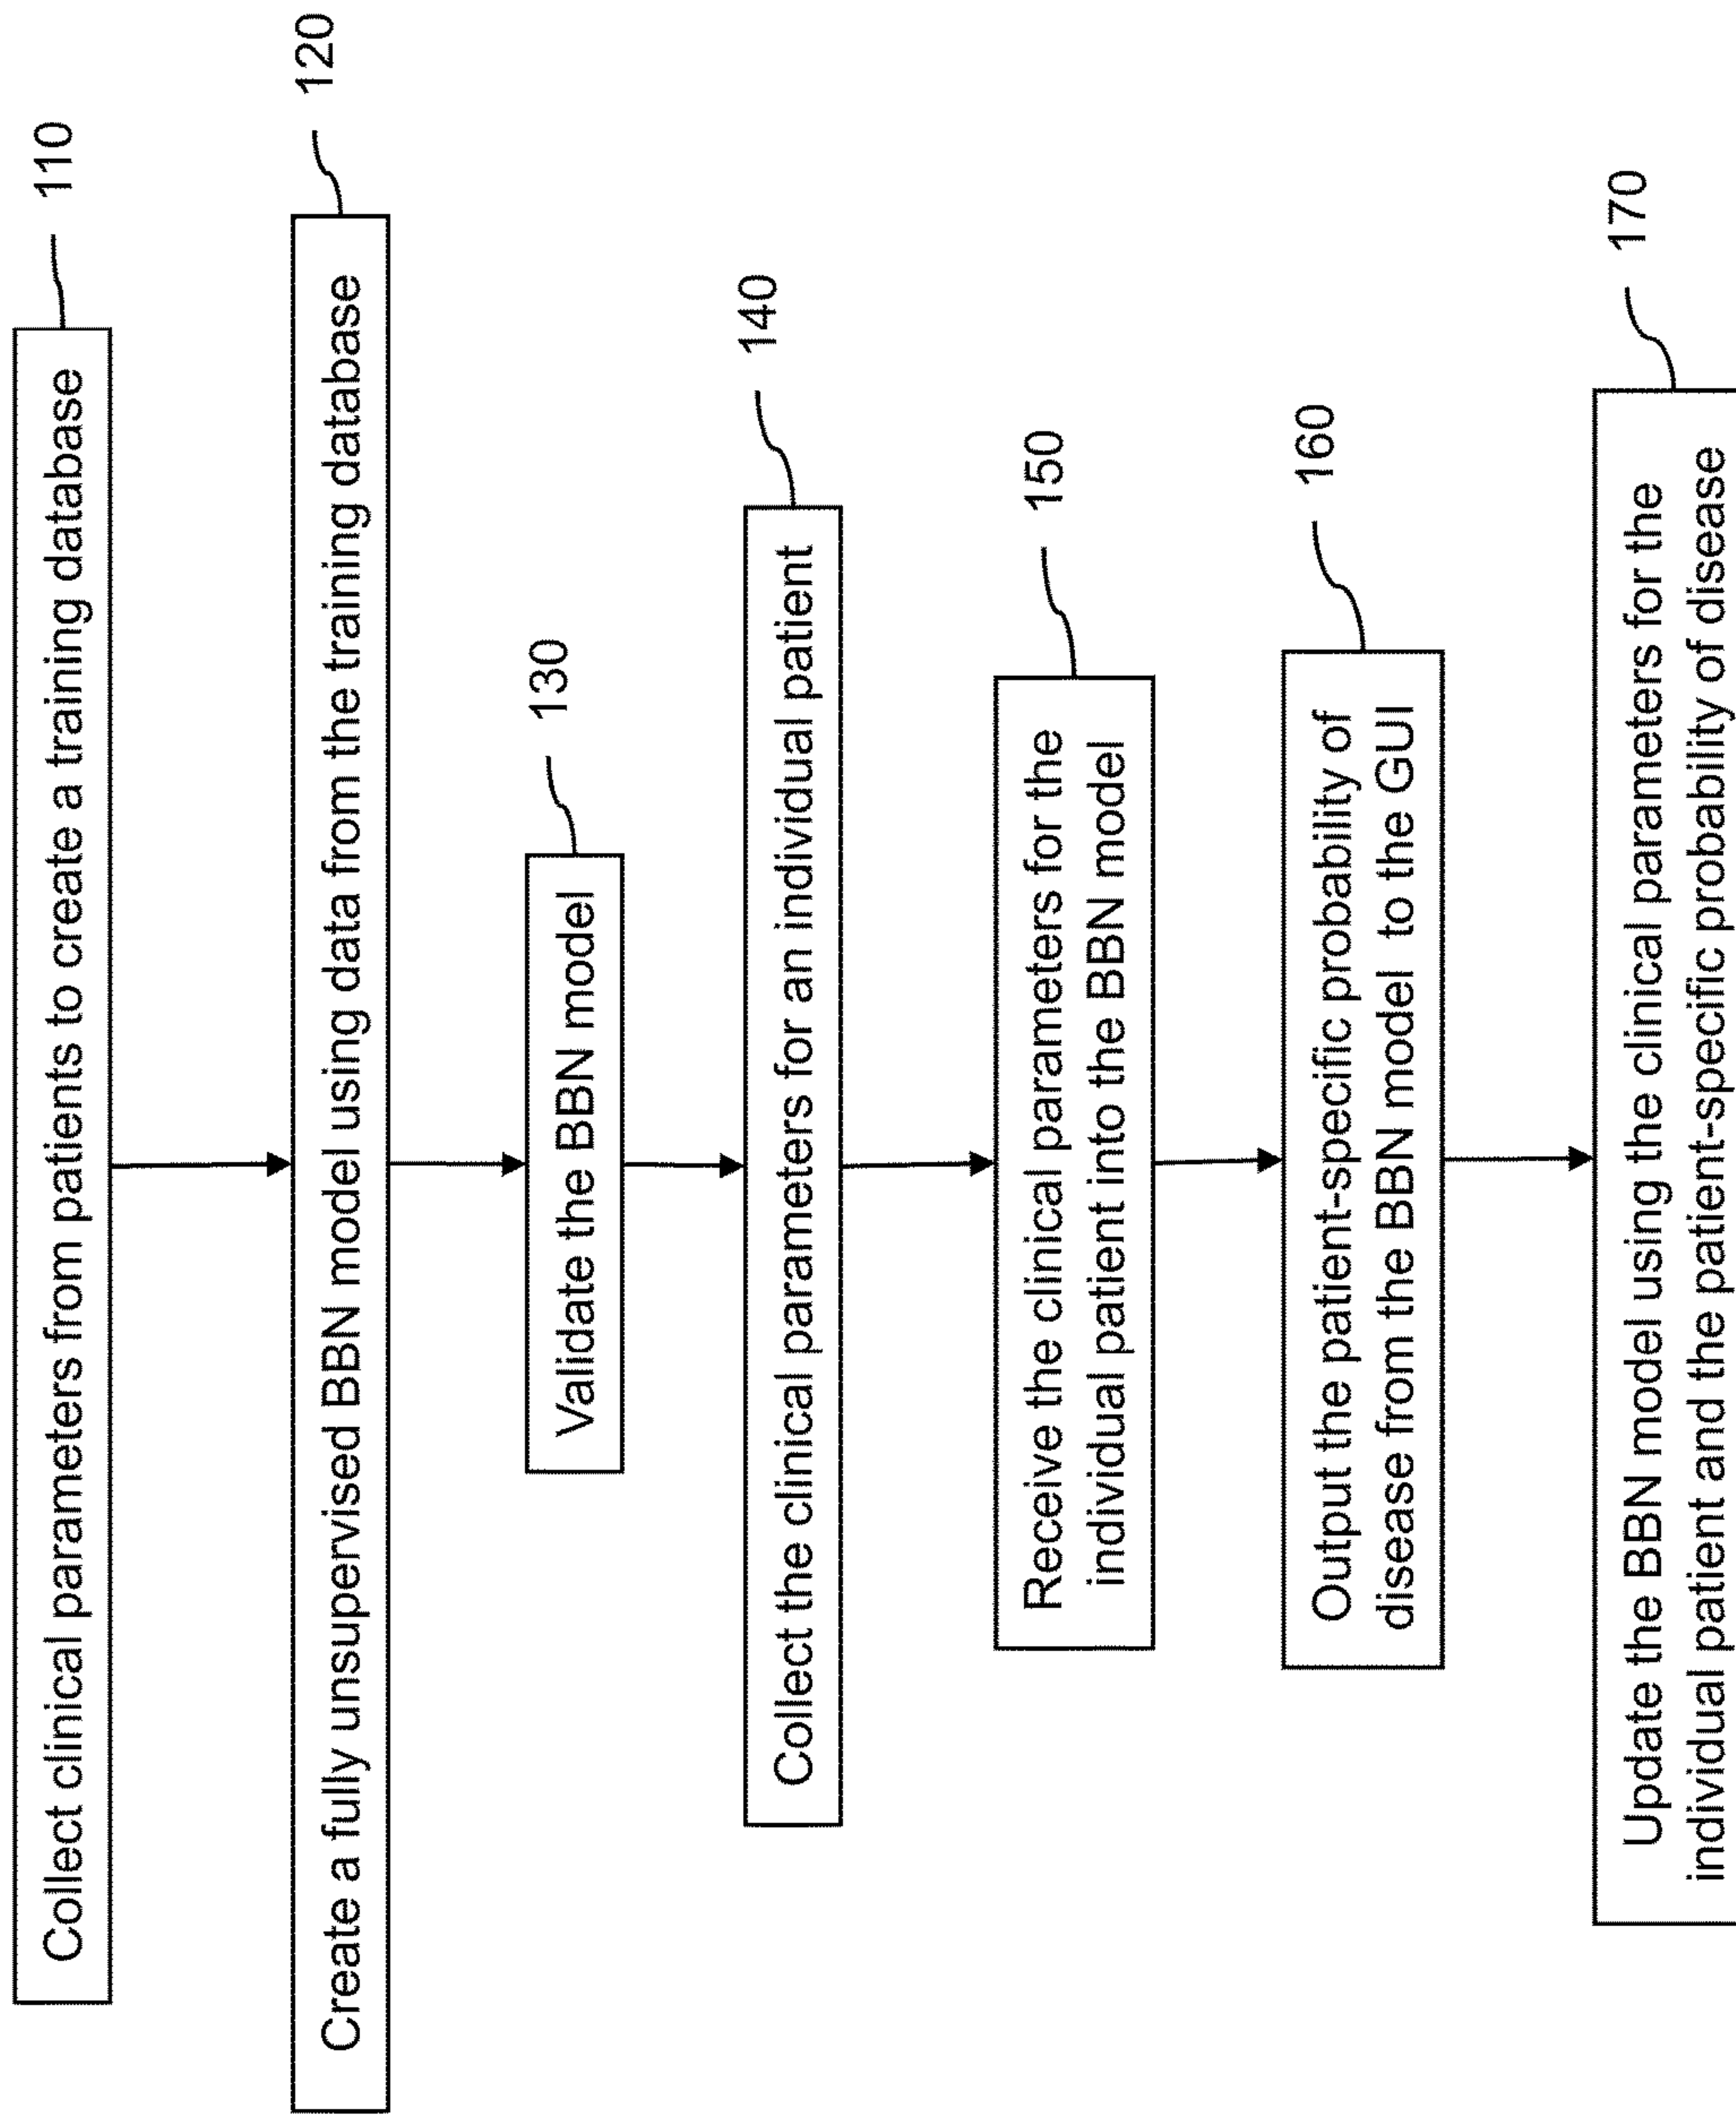 Collect clinical parameters from patients to create a training database
110
Create a fully unsupervised BBN model using data from the training database
120
Validate the BBN model
130
Collect the clinical parameters for an individual patient
140
Receive the clinical parameters for the
individual patient into the BBN model
150
Output the patient-specific probability of
disease from the BBN model to the GUI
160
Update the BBN model using the clinical parameters for the
individual patient and the patient-specific probability of disease
170